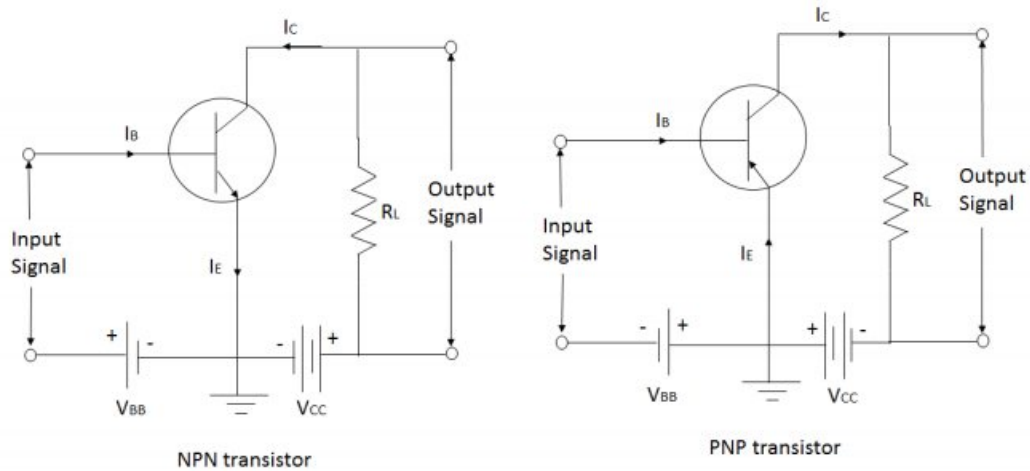 IC
IB
Input
Signal
Output
Signal
RL
IE
+
-
-
+
VBB
VCC
NPN transistor
IC
IB
Input
Signal
Output
Signal
RL
IE
-
+
+
-
VBB
VCC
PNP transistor